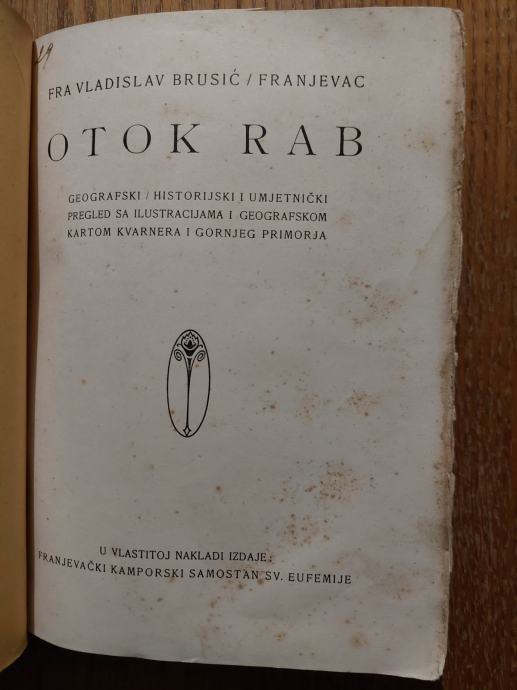 29
FRA VLADISLAV BRUSIĆ / FRANJEVAC
OTOK RAB
GEOGRAFSKI / HISTORIJSKI I UMJETNIČKI
PREGLED SA ILUSTRACIJAMA I GEOGRAFSKOM
KARTOM KVARNERA I GORNJEG PRIMORJA
U VLASTITOJ NAKLADI IZDAJE:
FRANJEVAČKI KAMPORSKI SAMOSTAN SV. EUFEMIJE